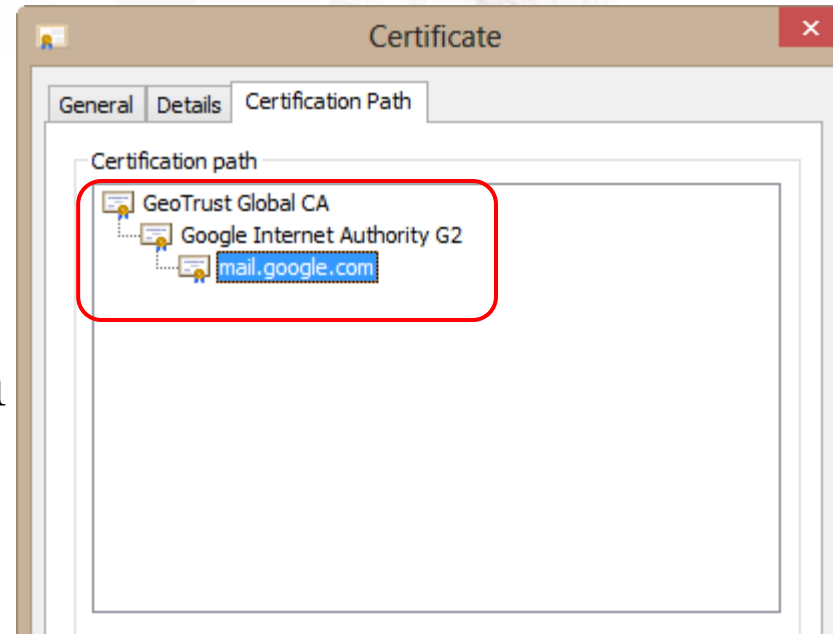 Certificate
General Details Certification Path
Certification path
GeoTrust Global CA
Google Internet Authority G2
mail.google.com